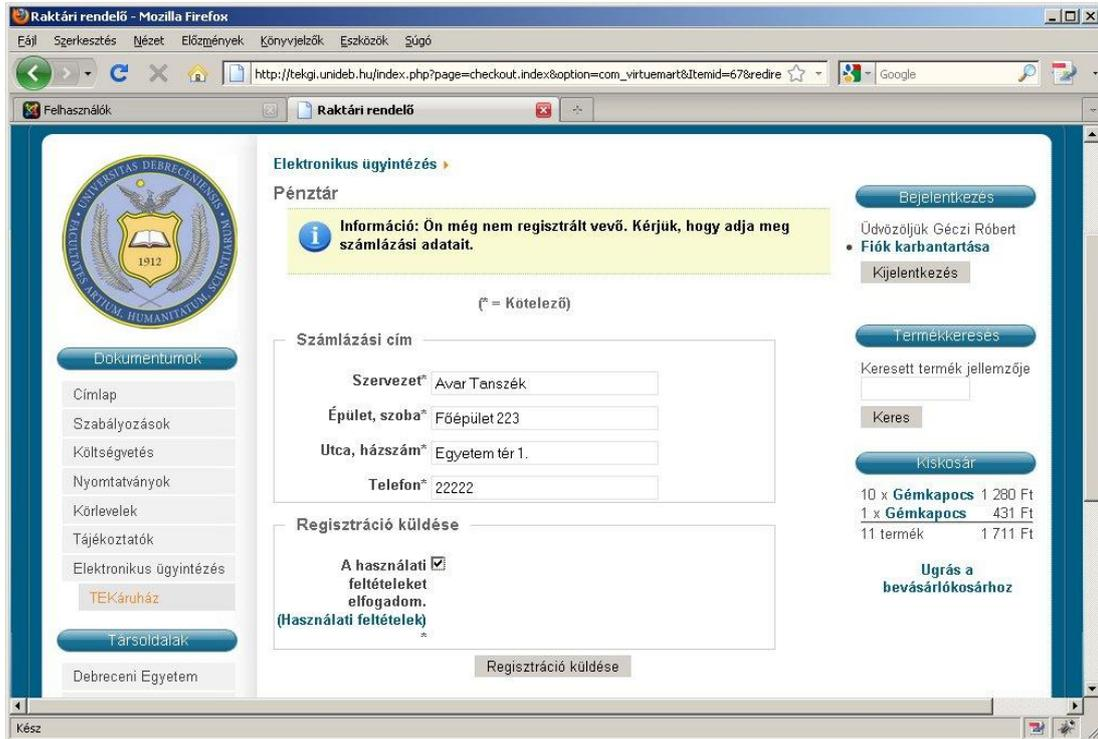 Raktári rendelő - Mozilla Firefox
Fájl Szerkesztés Nézet Előzmények Könyvjelzők Eszközök Súgó
http://tekgi.unideb.hu/index.php?page=checkout.index&option=com_virtuemart&Itemid=67&redire
Google
Felhasználók
Raktári rendelő
UNIVERSITAS DEBRECENIENSIS
FACULTATES ARTIUM, HUMANITATUM, SCIENTIARUM
1912
Dokumentumok
Címlap
Szabályozások
Költségvetés
Nyomtatványok
Körlevelek
Tájékoztatók
Elektronikus ügyintézés
TEKáruház
Társoldalak
Debreceni Egyetem
Elektronikus ügyintézés
Pénztár
Információ: Ön még nem regisztrált vevő. Kérjük, hogy adja meg
számlázási adatait.
(* = Kötelező)
Számlázási cím
Szervezet* Avar Tanszék
Épület, szoba* Főépület 223
Utca, házszám* Egyetem tér 1.
Telefon* 22222
Regisztráció küldése
A használati
feltételeket
elfogadom.
(Használati feltételek)
*
Regisztráció küldése
Bejelentkezés
Üdvözöljük Géczi Róbert
Fiók karbantartása
Kijelentkezés
Termékkeresés
Keresett termék jellemzője
Keres
Kiskosár
10 x Gémkapocs 1 280 Ft
1 x Gémkapocs 431 Ft
11 termék 1 711 Ft
Ugrás a
bevásárlókosárhoz
Kész